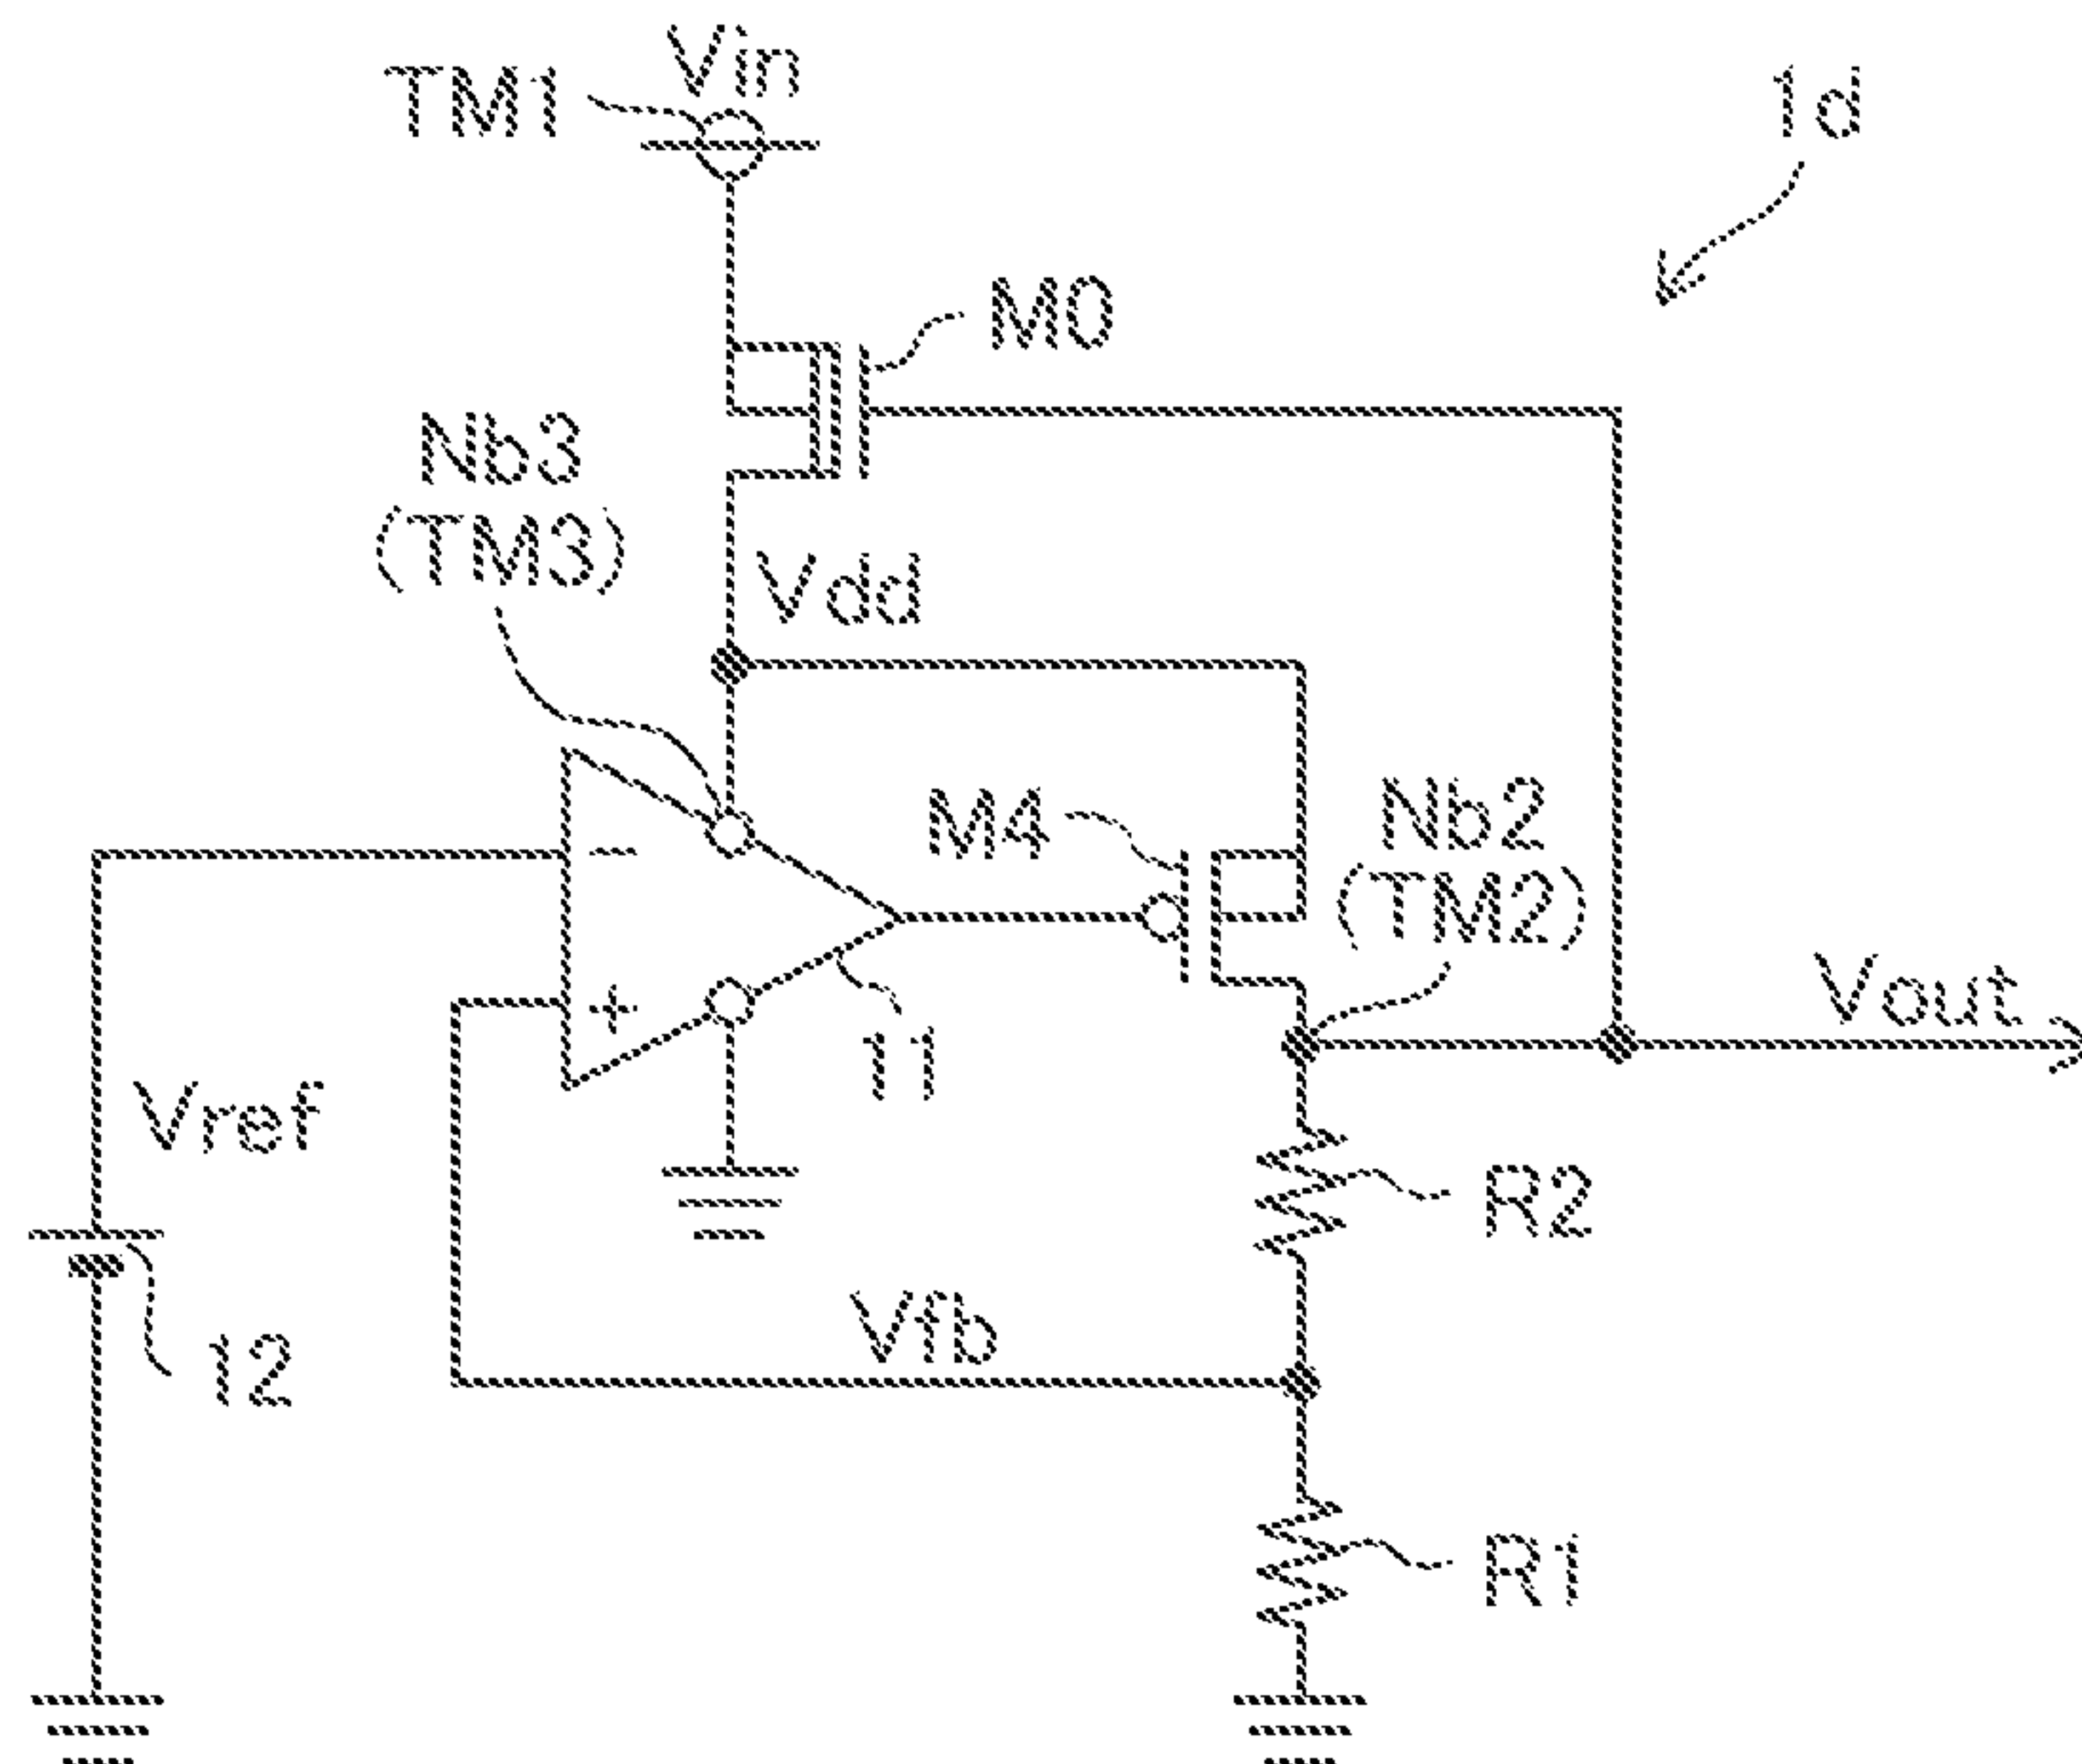 Vin
TM1
1d
M0
Nb3
(TM3)
Vdd
M4
Nb2
(TM2)
-
+
Vout
11
Vref
R2
Vfb
12
R1